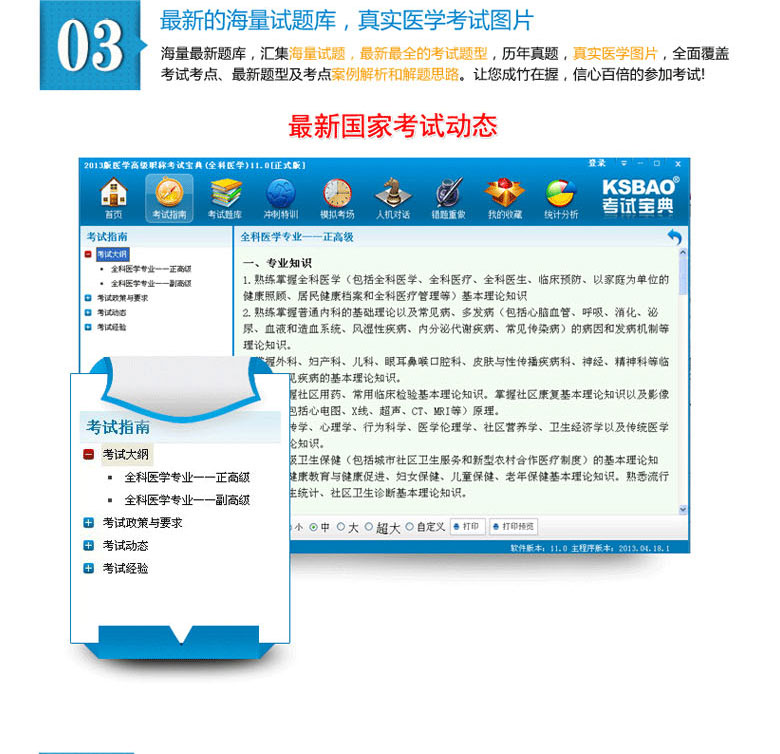 03
最新的海量试题库，真实医学考试图片
海量最新题库，汇集海量试题，最新最全的考试题型，历年真题，真实医学图片，全面覆盖
考试考点、最新题型及考点案例解析和解题思路。让您成竹在握，信心百倍的参加考试!
最新国家考试动态
2013版医学高级职称考试宝典(全科医学)11.0[正式版]
登录
首页 考试指南 考试题库 冲刺特训 模拟考场 人机对话 错题重做 我的收藏 统计分析
KSBAO®
考试宝典
考试指南
考试大纲
全科医学专业——正高级
全科医学专业——副高级
考试政策与要求
考试动态
考试经验
全科医学专业——正高级
一、专业知识
1.熟练掌握全科医学（包括全科医学、全科医疗、全科医生、临床预防、以家庭为单位的
健康照顾、居民健康档案和全科医疗管理等）基本理论知识
2.熟练掌握普通内科的基础理论以及常见病、多发病（包括心脑血管、呼吸、消化、泌
尿、血液和造血系统、风湿性疾病、内分泌代谢疾病、常见传染病）的病因和发病机制等
理论知识。
掌握外科、妇产科、儿科、眼耳鼻喉口腔科、皮肤与性传播疾病科、神经、精神科等临
见疾病的基本理论知识。
握社区用药、常用临床检验基本理论知识。掌握社区康复基本理论知识以及影像
包括心电图、X线、超声、CT、MRI等）原理。
传学、心理学、行为科学、医学伦理学、社区营养学、卫生经济学以及传统医学
论知识。
级卫生保健（包括城市社区卫生服务和新型农村合作医疗制度）的基本理论知
健康教育与健康促进、妇女保健、儿童保健、老年保健基本理论知识。熟悉流行
生统计、社区卫生诊断基本理论知识。
小 中 大 超大 自定义 打印 打印预览
软件版本：11.0 主程序版本：2013.04.18.1
考试指南
考试大纲
全科医学专业——正高级
全科医学专业——副高级
考试政策与要求
考试动态
考试经验